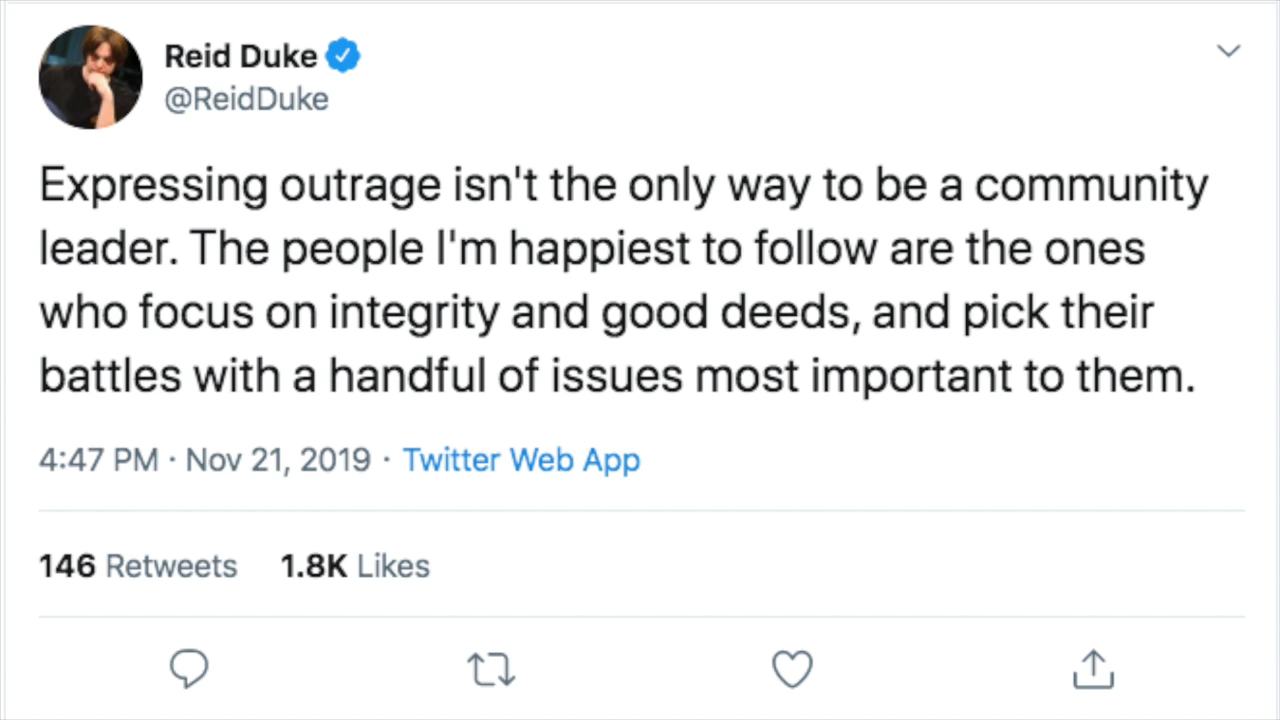 Reid Duke
@ReidDuke
Expressing outrage isn't the only way to be a community
leader. The people I'm happiest to follow are the ones
who focus on integrity and good deeds, and pick their
battles with a handful of issues most important to them.
4:47 PM · Nov 21, 2019 · Twitter Web App
146 Retweets 1.8K Likes